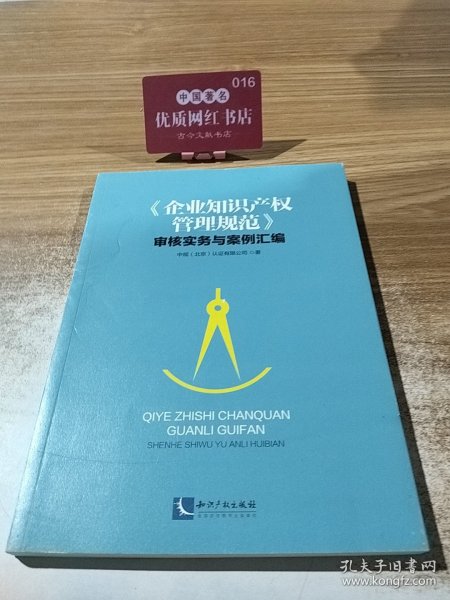 016
中国著名
优质网红书店
古今文献书店
《企业知识产权
管理规范》
审核实务与案例汇编
中规（北京）认证有限公司◎著
QIYE ZHISHI CHANQUAN
GUANLI GUIFAN
SHENHE SHIWU YU ANLI HUIBIAN
知识产权出版社
孔夫子旧书网
www.kongfz.com